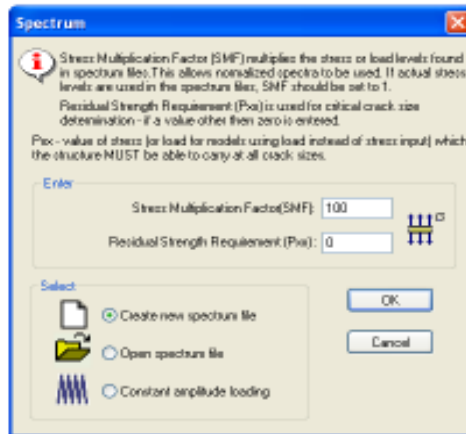 Spectrum
Stress Multiplication Factor (SMF) multiplies the stress or load levels found
in spectrum files.This allows normalized spectra to be used. If actual stress
levels are used in the spectrum files, SMF should be set to 1.
Residual Strength Requirement (Pxx) is used for critical crack size
determination - if a value other then zero is entered.
Pxx - value of stress (or load for models using load instead of stress input) which
the structure MUST be able to carry at all crack sizes.
Enter
Stress Multiplication Factor(SMF): 100
Residual Strength Requirement (Pxx): 0
σ
Select
Create new spectrum file
Open spectrum file
Constant amplitude loading
OK
Cancel